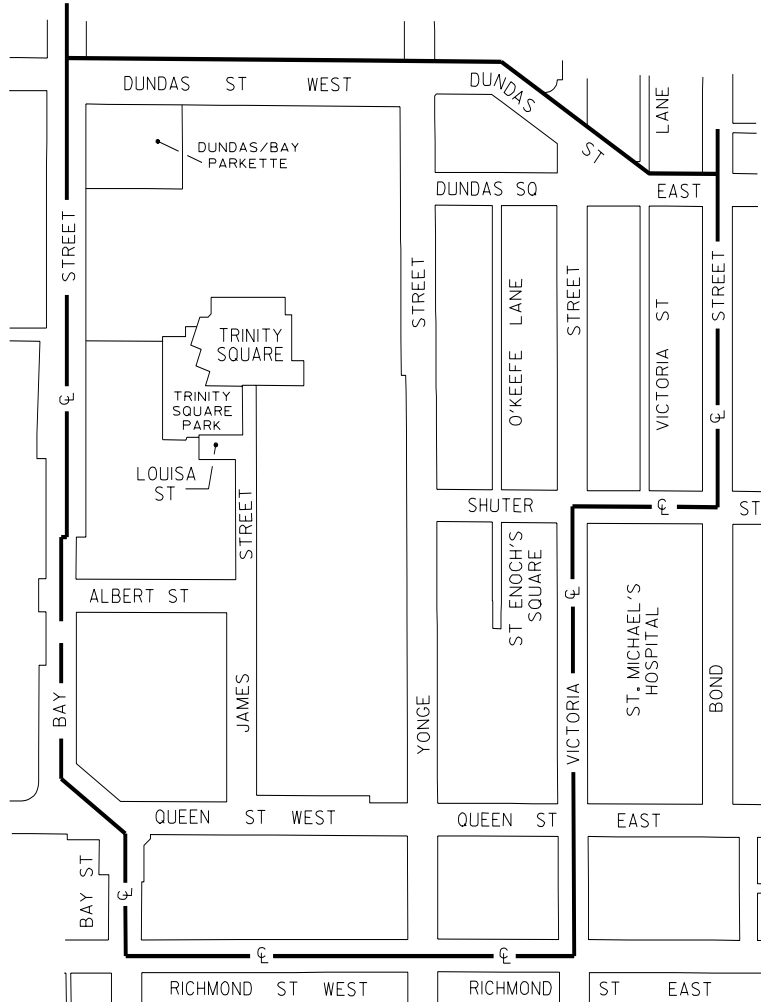 DUNDAS ST WEST
DUNDAS ST EAST
LANE
DUNDAS/BAY
PARKETTE
DUNDAS SQ
STREET
STREET
O'KEEFE LANE
STREET
VICTORIA ST
STREET
TRINITY
SQUARE
TRINITY
SQUARE
PARK
LOUISA
ST
℄
℄
STREET
SHUTER ℄ ST
ALBERT ST
ST ENOCH'S
SQUARE
℄
ST. MICHAEL'S
HOSPITAL
BAY
JAMES
YONGE
VICTORIA
BOND
QUEEN ST WEST
QUEEN ST EAST
BAY ST
℄
℄
℄
RICHMOND ST WEST
RICHMOND ST EAST